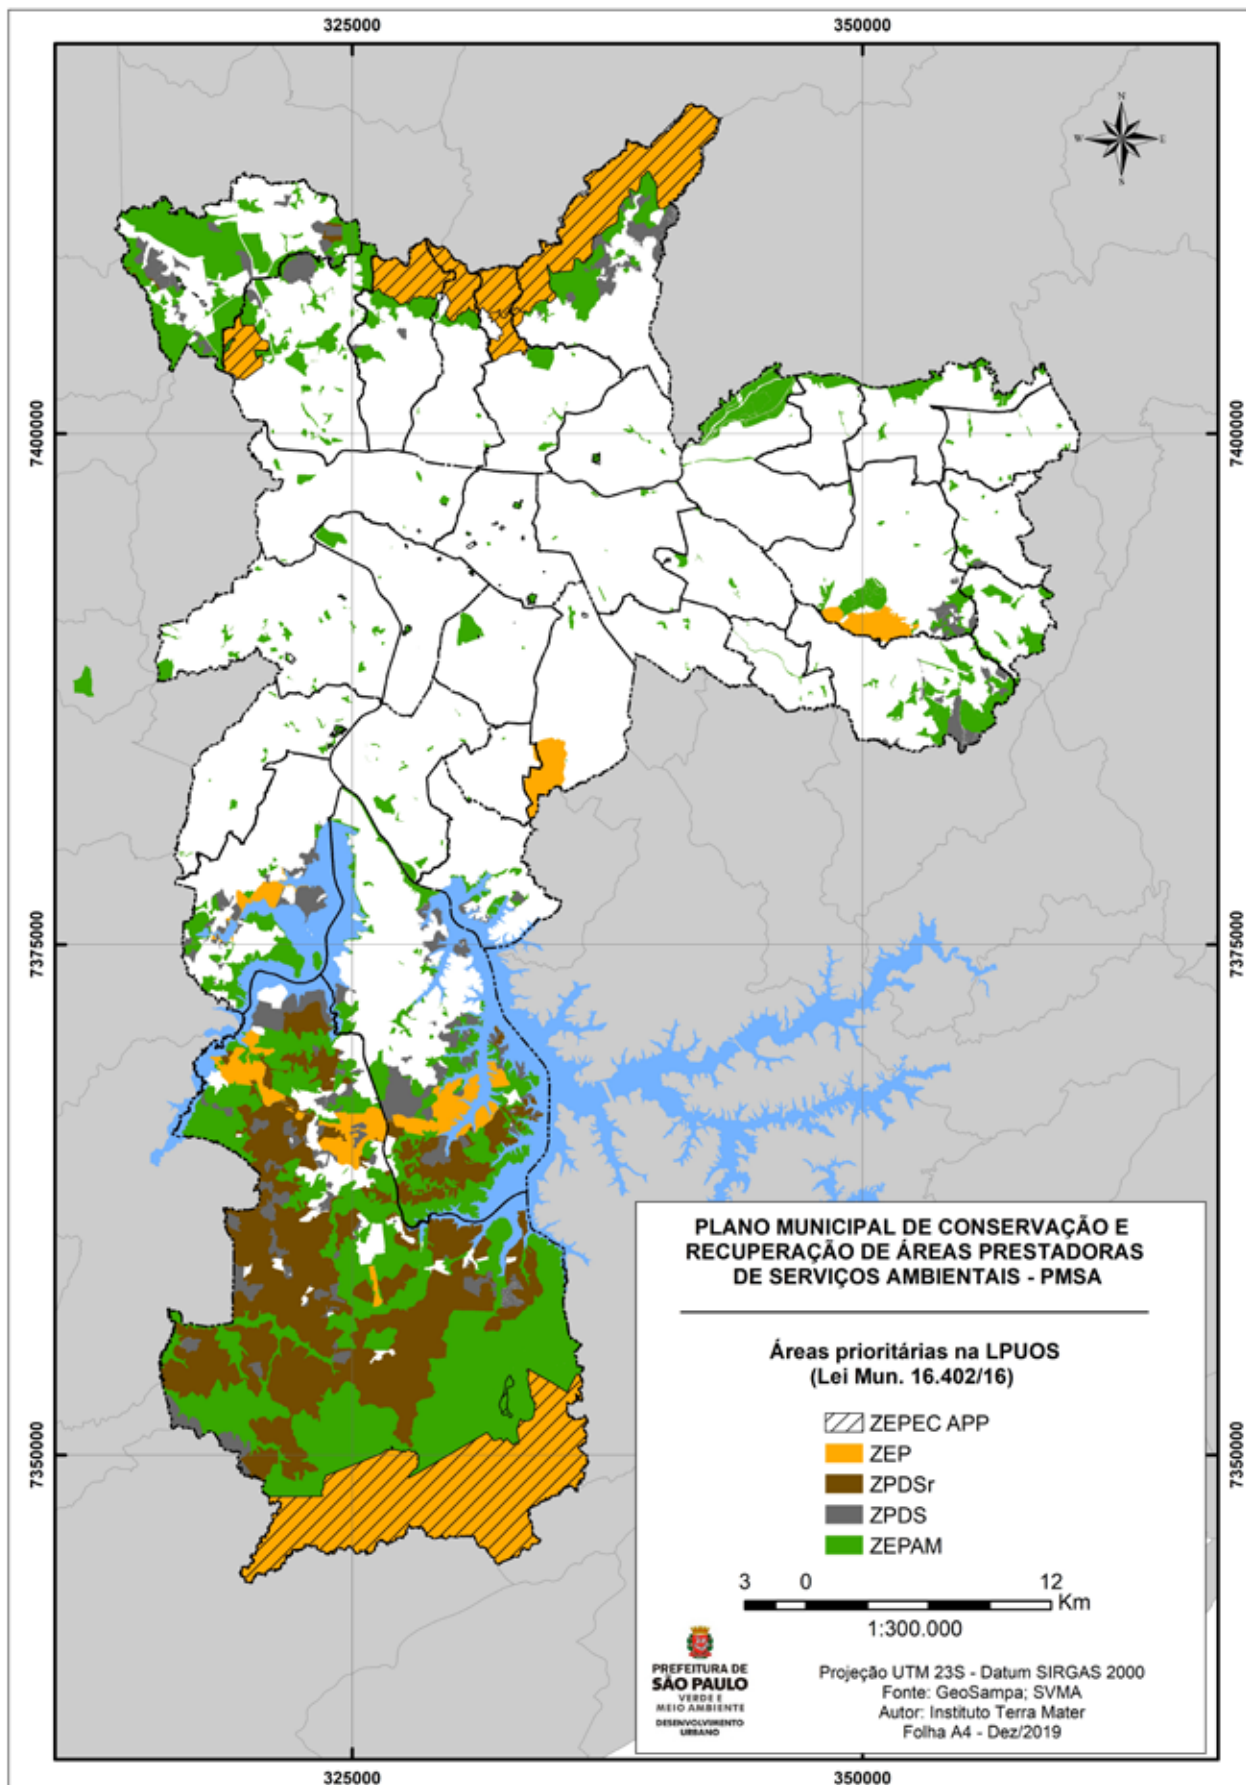 325000
350000
N
W
E
S
7400000
7400000
7375000
7375000
PLANO MUNICIPAL DE CONSERVAÇÃO E
RECUPERAÇÃO DE ÁREAS PRESTADORAS
DE SERVIÇOS AMBIENTAIS - PMSA
Áreas prioritárias na LPUOS
(Lei Mun. 16.402/16)
ZEPEC APP
ZEP
ZPDSr
ZPDS
ZEPAM
7350000
7350000
3 0 12
Km
1:300.000
PREFEITURA DE
SÃO PAULO
VERDE E
MEIO AMBIENTE
DESENVOLVIMENTO
URBANO
Projeção UTM 23S - Datum SIRGAS 2000
Fonte: GeoSampa; SVMA
Autor: Instituto Terra Mater
Folha A4 - Dez/2019
325000
350000